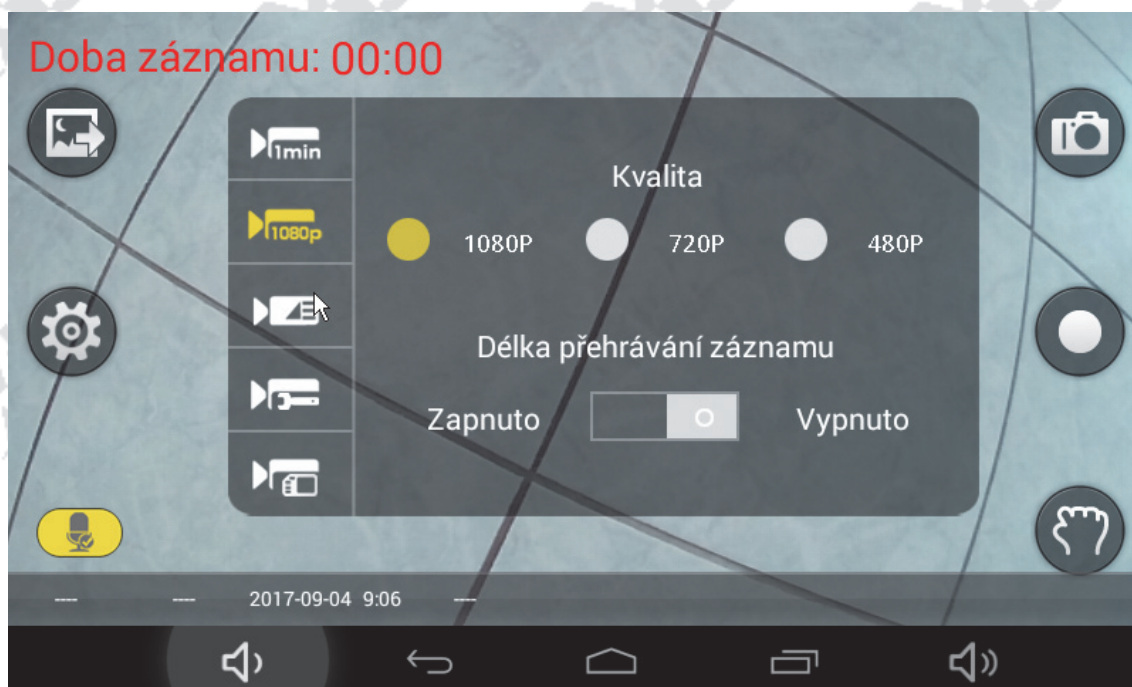 Doba záznamu: 00:00
1min
Kvalita
1080p
1080P 720P 480P
Délka přehrávání záznamu
Zapnuto Vypnuto
---- ---- 2017-09-04 9:06 ----